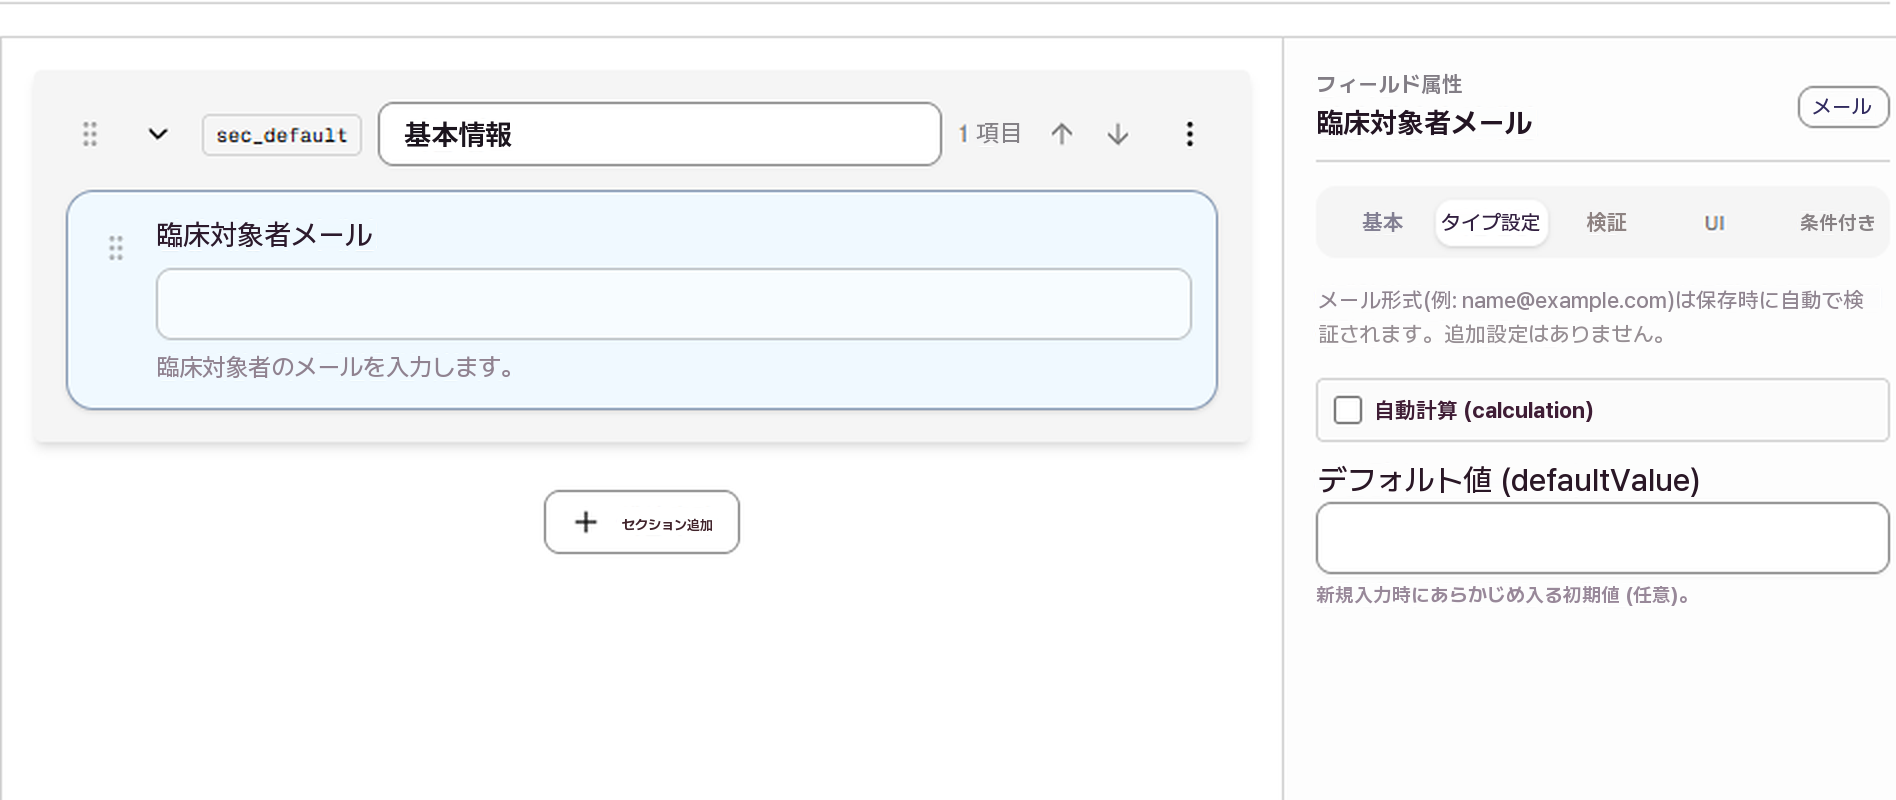 sec_default
基本情報
1 項目
臨床対象者メール
臨床対象者のメールを入力します。
セクション追加
フィールド属性
臨床対象者メール
メール
基本
タイプ設定
検証
UI
条件付き
メール形式(例: name@example.com)は保存時に自動で検
証されます。追加設定はありません。
自動計算 (calculation)
デフォルト値 (defaultValue)
新規入力時にあらかじめ入る初期値 (任意)。